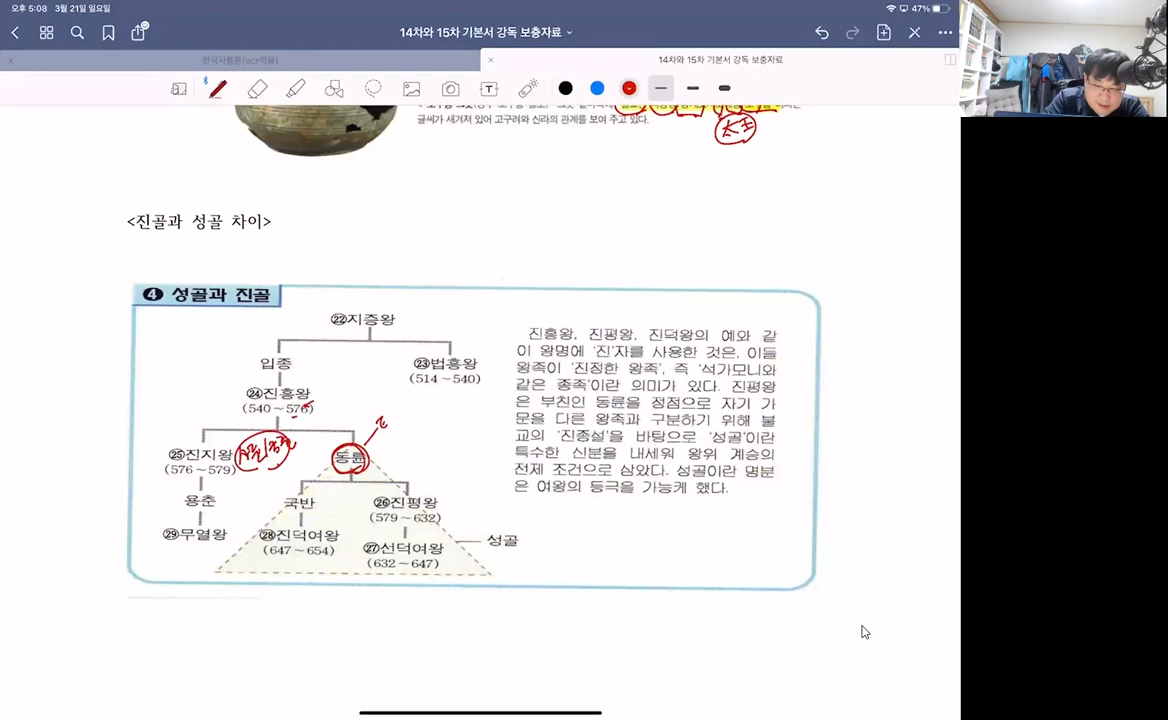 오후 5:08 3월 21일 일요일
47%
14차와 15차 기본서 강독 보충자료
한국사통론(ocr적용)
14차와 15차 기본서 강독 보충자료
글씨가 새겨져 있어 고구려와 신라의 관계를 보여 주고 있다.
太王
<진골과 성골 차이>
❹ 성골과 진골
㉒지증왕
입종
㉓법흥왕
(514~540)
㉔진흥왕
(540~576)
㉕진지왕
(576~579)
동륜
용춘
국반
㉖진평왕
(579~632)
㉙무열왕
㉘진덕여왕
(647~654)
㉗선덕여왕
(632~647)
성골
진흥왕, 진평왕, 진덕왕의 예와 같
이 왕명에 '진'자를 사용한 것은, 이들
왕족이 '진정한 왕족', 즉 '석가모니와
같은 종족'이란 의미가 있다. 진평왕
은 부친인 동륜을 정점으로 자기 가
문을 다른 왕족과 구분하기 위해 불
교의 '진종설'을 바탕으로 '성골'이란
특수한 신분을 내세워 왕위 계승의
전제 조건으로 삼았다. 성골이란 명분
은 여왕의 등극을 가능케 했다.